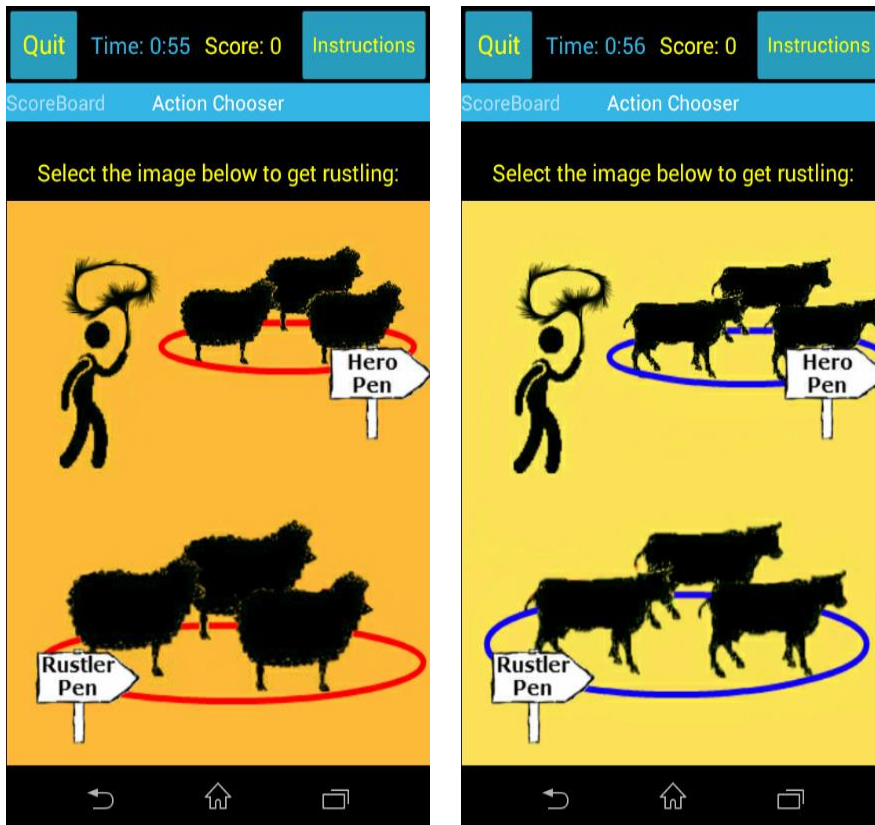 Quit Time: 0:55 Score: 0 Instructions
ScoreBoard Action Chooser
Select the image below to get rustling:
Hero
Pen
Rustler
Pen
Quit Time: 0:56 Score: 0 Instructions
ScoreBoard Action Chooser
Select the image below to get rustling:
Hero
Pen
Rustler
Pen